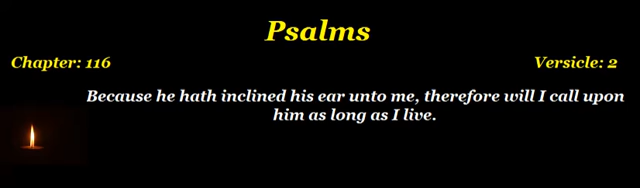 Psalms
Chapter: 116
Versicle: 2
Because he hath inclined his ear unto me, therefore will I call upon
him as long as I live.